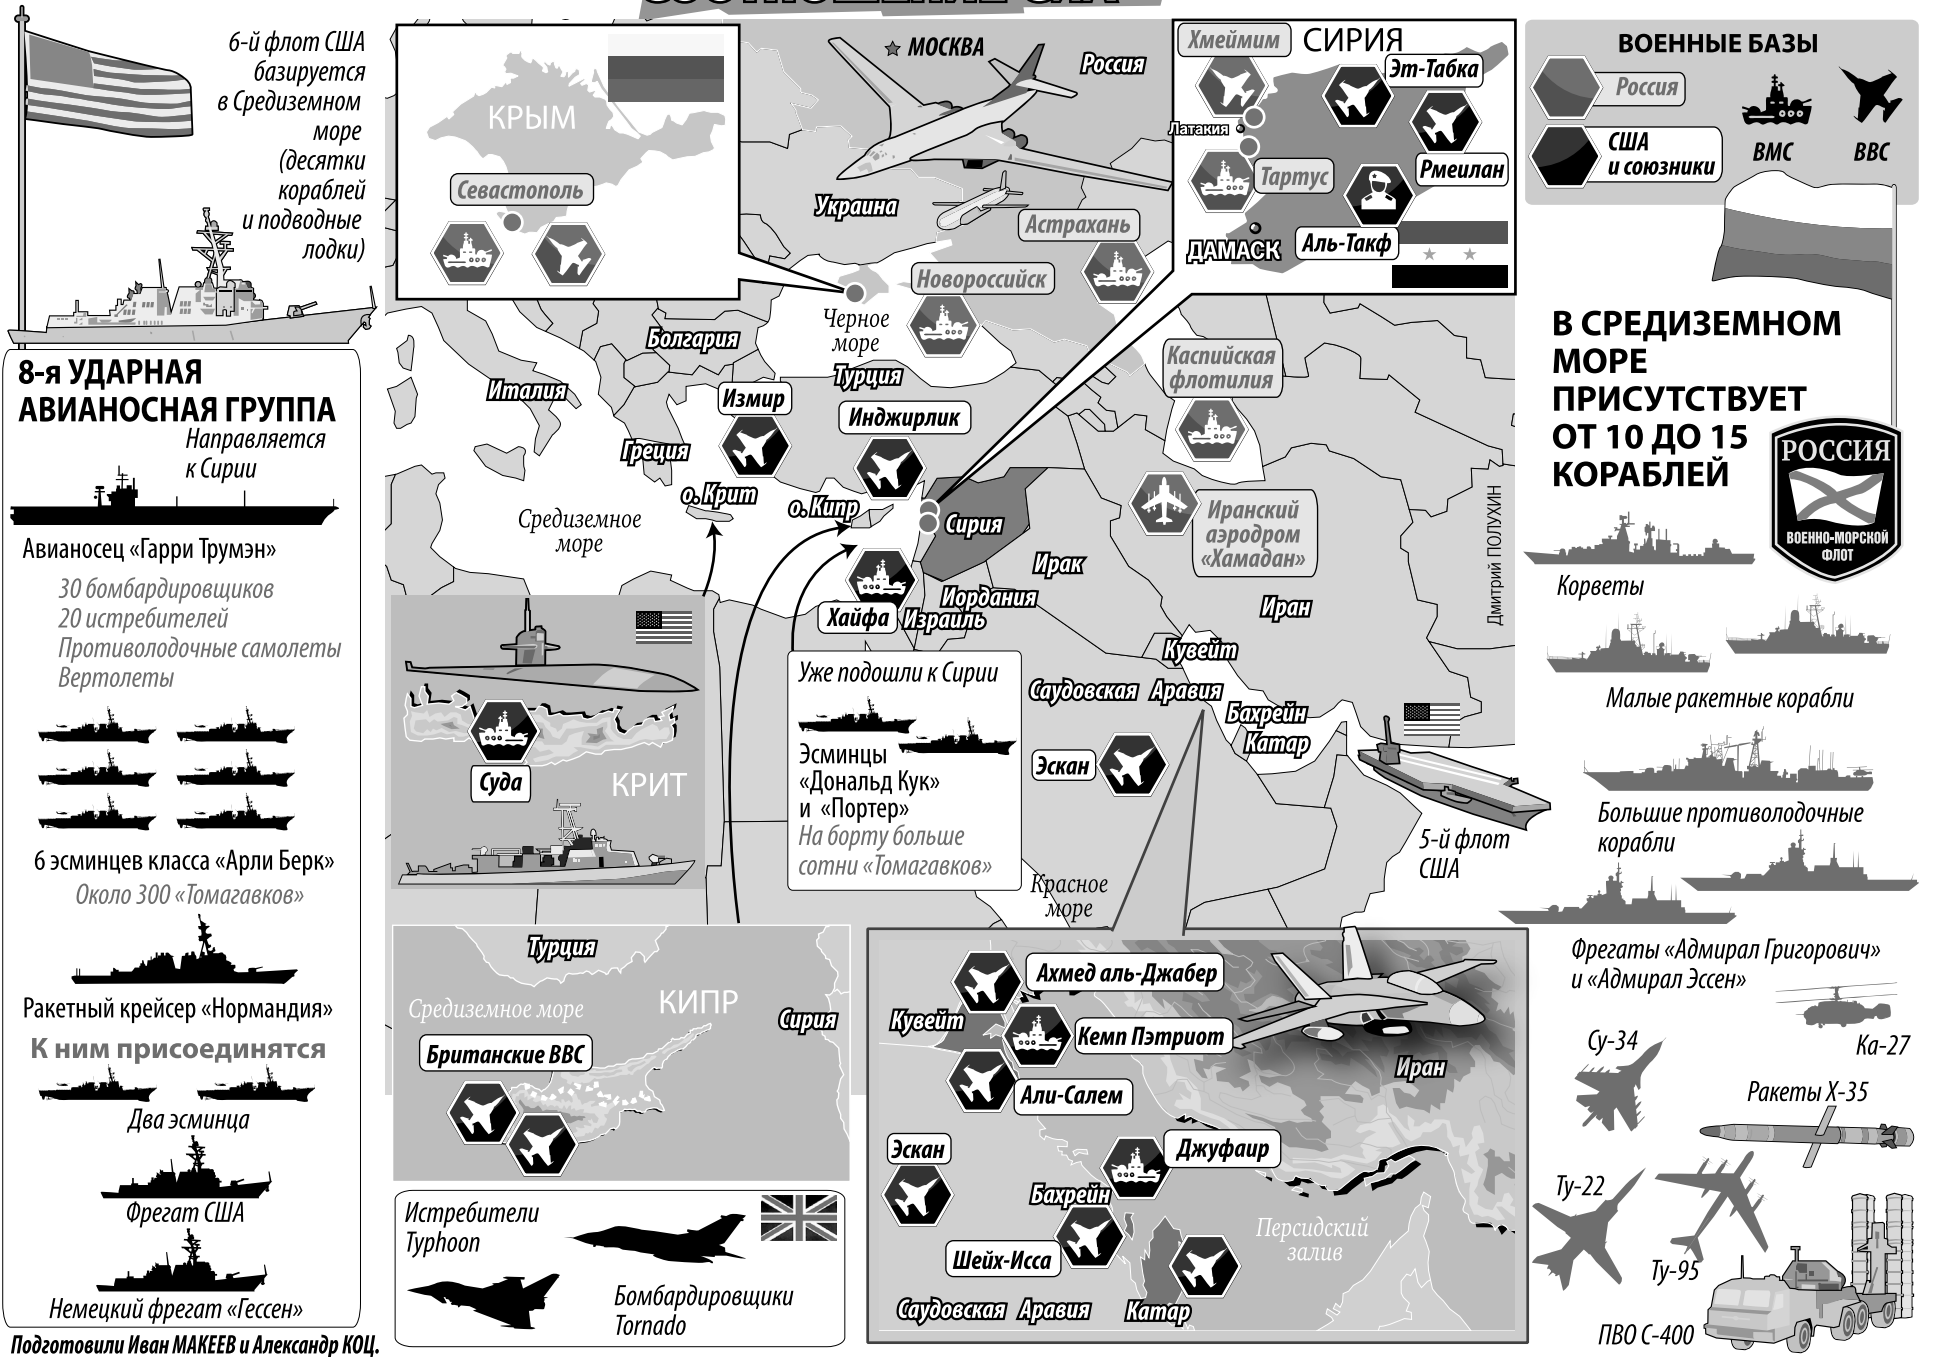 СООТНОШЕНИЕ СИЛ
6-й флот США
базируется
в Средиземном
море
(десятки
кораблей
и подводные
лодки)
8-я УДАРНАЯ
АВИАНОСНАЯ ГРУППА
Направляется
к Сирии
Авианосец «Гарри Трумэн»
30 бомбардировщиков
20 истребителей
Противолодочные самолеты
Вертолеты
6 эсминцев класса «Арли Берк»
Около 300 «Томагавков»
Ракетный крейсер «Нормандия»
К ним присоединятся
Два эсминца
Фрегат США
Немецкий фрегат «Гессен»
Подготовили Иван МАКЕЕВ и Александр КОЦ.
КРЫМ
Севастополь
МОСКВА
Россия
Украина
Астрахань
Новороссийск
Черное
море
Болгария
Турция
Италия
Измир
Инджирлик
Греция
о. Крит
о. Кипр
Средиземное
море
Каспийская
флотилия
Иранский
аэродром
«Хамадан»
Сирия
Ирак
Иордания
Иран
Хайфа
Израиль
Кувейт
Саудовская Аравия
Бахрейн
Катар
Эскан
5-й флот
США
Красное
море
Дмитрий ПОЛУХИН
СИРИЯ
Хмеймим
Эт-Табка
Латакия
Рмеилан
Тартус
ДАМАСК
Аль-Такф
Суда
КРИТ
Уже подошли к Сирии
Эсминцы
«Дональд Кук»
и «Портер»
На борту больше
сотни «Томагавков»
Турция
Средиземное море
КИПР
Сирия
Британские ВВС
Истребители
Typhoon
Бомбардировщики
Tornado
Ахмед аль-Джабер
Кувейт
Кемп Пэтриот
Али-Салем
Иран
Эскан
Джуфаир
Бахрейн
Шейх-Исса
Персидский
залив
Саудовская Аравия
Катар
ВОЕННЫЕ БАЗЫ
Россия
США
и союзники
ВМС
ВВС
В СРЕДИЗЕМНОМ
МОРЕ
ПРИСУТСТВУЕТ
ОТ 10 ДО 15
КОРАБЛЕЙ
РОССИЯ
ВОЕННО-МОРСКОЙ
ФЛОТ
Корветы
Малые ракетные корабли
Большие противолодочные
корабли
Фрегаты «Адмирал Григорович»
и «Адмирал Эссен»
Ка-27
Су-34
Ракеты Х-35
Ту-22
Ту-95
ПВО С-400